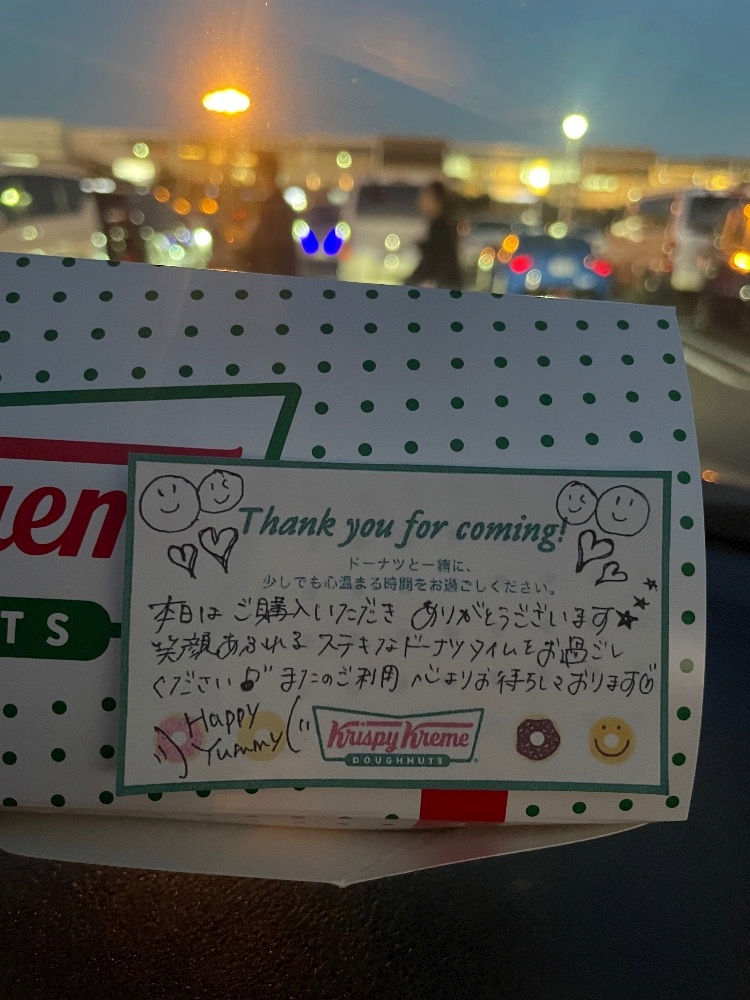 Thank you for coming!
ドーナツと一緒に、
少しでも心温まる時間をお過ごしください。
本日は ご購入いただき ありがとうございます★
笑顔あふれる ステキなドーナツタイムをお過ごし
ください♪ またのご利用 心よりお待ちしております
Happy
Yummy
Krispy Kreme
DOUGHNUTS